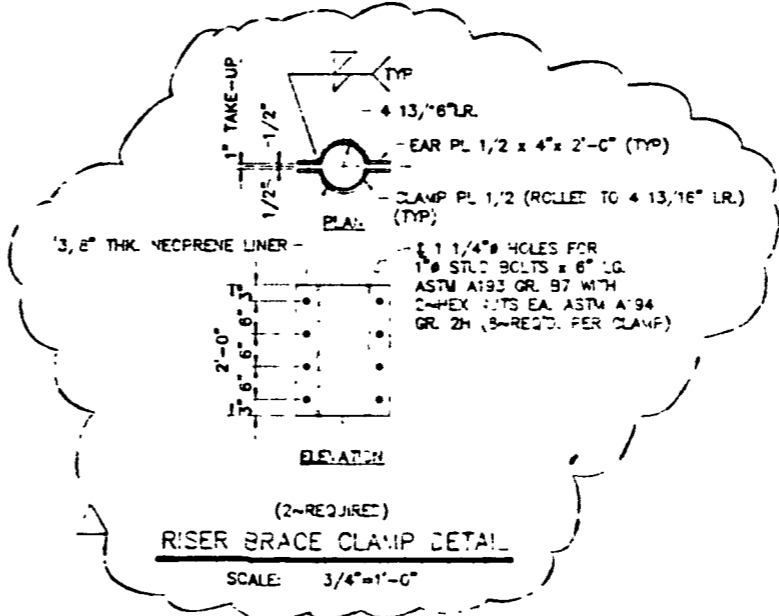 TYP
1" TAKE-UP
1/2"
1/2"
4 13/16" I.R.
EAR PL 1/2 x 4" x 2'-0" (TYP)
CLAMP PL 1/2 (ROLLED TO 4 13/16" I.R.)
(TYP)
PLAN
3/8" THK. NEOPRENE LINER
℄ 1 1/4"ø HOLES FOR
1"ø STUD BOLTS x 6" LG.
ASTM A193 GR. B7 WITH
2~HEX NUTS EA. ASTM A194
GR. 2H (8~REQ'D. PER CLAMP)
3"
6"
2'-0"
6"
6"
3"
ELEVATION
(2~REQUIRED)
RISER BRACE CLAMP DETAIL
SCALE: 3/4"=1'-0"